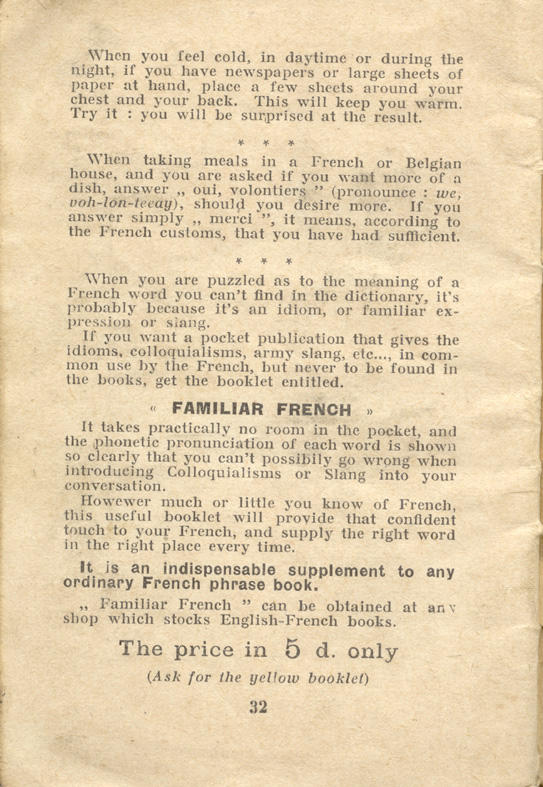 When you feel cold, in daytime or during the
night, if you have newspapers or large sheets of
paper at hand, place a few sheets around your
chest and your back. This will keep you warm.
Try it : you will be surprised at the result.
* * *
When taking meals in a French or Belgian
house, and you are asked if you want more of a
dish, answer „ oui, volontiers ” (pronounce : we,
voh-lon-teeay), should you desire more. If you
answer simply „ merci ”, it means, according to
the French customs, that you have had sufficient.
* * *
When you are puzzled as to the meaning of a
French word you can't find in the dictionary, it's
probably because it's an idiom, or familiar ex-
pression or slang.
If you want a pocket publication that gives the
idioms, colloquialisms, army slang, etc..., in com-
mon use by the French, but never to be found in
the books, get the booklet entitled.
« FAMILIAR FRENCH »
It takes practically no room in the pocket, and
the phonetic pronunciation of each word is shown
so clearly that you can't possibily go wrong when
introducing Colloquialisms or Slang into your
conversation.
Howewer much or little you know of French,
this useful booklet will provide that confident
touch to your French, and supply the right word
in the right place every time.
It is an indispensable supplement to any
ordinary French phrase book.
„ Familiar French ” can be obtained at any
shop which stocks English-French books.
The price in 5 d. only
(Ask for the yellow booklet)
32